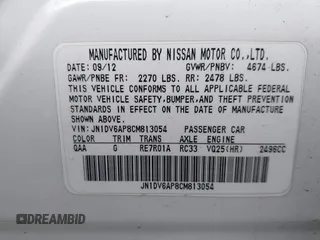 MANUFACTURED BY NISSAN MOTOR CO.,LTD.
DATE: 09/12 GVWR/PNBV: 4674 LBS.
GAWR/PNBE FR: 2270 LBS. RR: 2478 LBS.
THIS VEHICLE CONFORMS TO ALL APPLICABLE
FEDERAL MOTOR VEHICLE SAFETY, BUMPER, AND THEFT PREVENTION
STANDARDS IN EFFECT ON THE DATE OF MANUFACTURE
SHOWN ABOVE.
VIN: JN1DV6AP8CM813054 PASSENGER CAR
COLOR TRIM TRANS AXLE ENGINE
QAA G RE7R01A RC33 VQ25(HR) 2496CC
JN1DV6AP8CM813054
DREAMBID